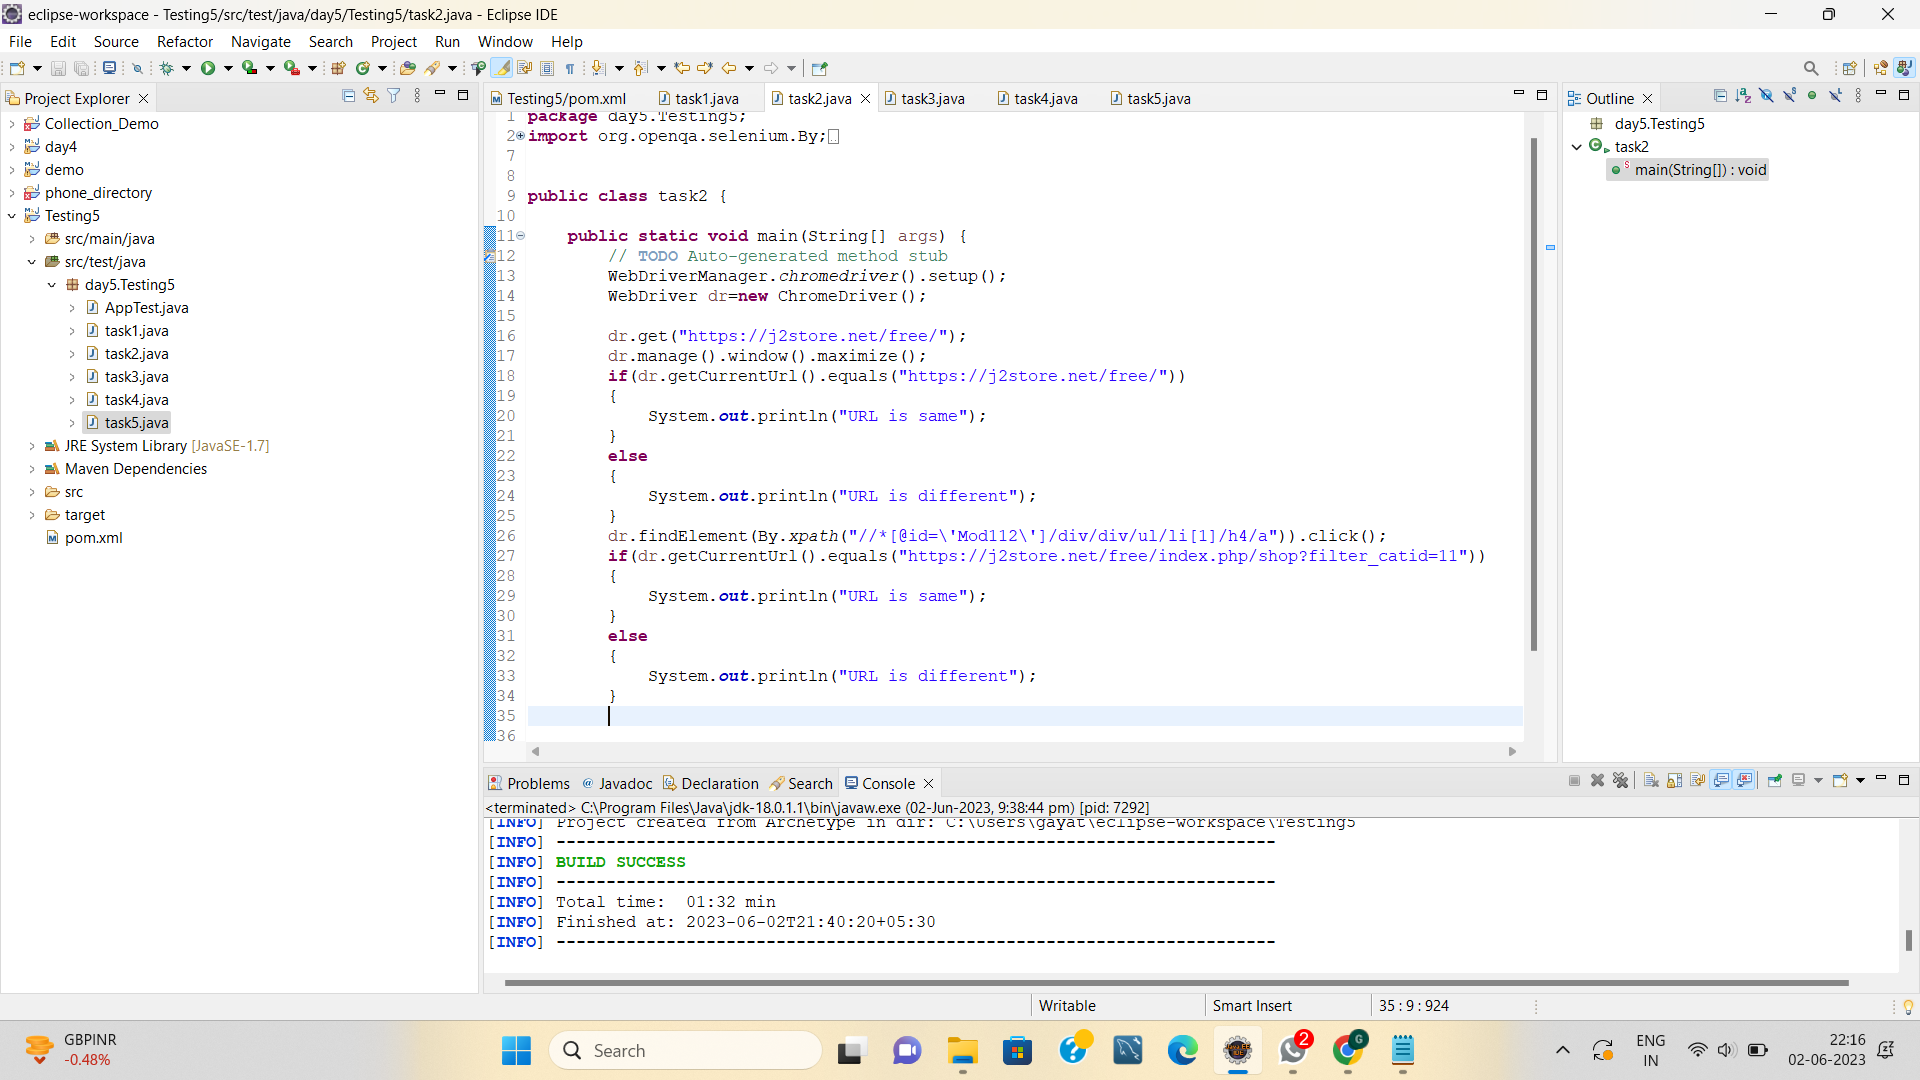 eclipse-workspace - Testing5/src/test/java/day5/Testing5/task2.java - Eclipse IDE
File Edit Source Refactor Navigate Search Project Run Window Help
Project Explorer
Collection_Demo
day4
demo
phone_directory
Testing5
src/main/java
src/test/java
day5.Testing5
AppTest.java
task1.java
task2.java
task3.java
task4.java
task5.java
JRE System Library [JavaSE-1.7]
Maven Dependencies
src
target
pom.xml
Testing5/pom.xml task1.java task2.java task3.java task4.java task5.java
1 package day5.Testing5;
2 import org.openqa.selenium.By;
7
8
9 public class task2 {
10
11 public static void main(String[] args) {
12 // TODO Auto-generated method stub
13 WebDriverManager.chromedriver().setup();
14 WebDriver dr=new ChromeDriver();
15
16 dr.get("https://j2store.net/free/");
17 dr.manage().window().maximize();
18 if(dr.getCurrentUrl().equals("https://j2store.net/free/"))
19 {
20 System.out.println("URL is same");
21 }
22 else
23 {
24 System.out.println("URL is different");
25 }
26 dr.findElement(By.xpath("//*[@id=\'Mod112\']/div/div/ul/li[1]/h4/a")).click();
27 if(dr.getCurrentUrl().equals("https://j2store.net/free/index.php/shop?filter_catid=11"))
28 {
29 System.out.println("URL is same");
30 }
31 else
32 {
33 System.out.println("URL is different");
34 }
35
36
Outline
day5.Testing5
task2
main(String[]) : void
Problems Javadoc Declaration Search Console
<terminated> C:\Program Files\Java\jdk-18.0.1.1\bin\javaw.exe (02-Jun-2023, 9:38:44 pm) [pid: 7292]
[INFO] Project created from Archetype in dir: C:\Users\gayat\eclipse-workspace\Testing5
[INFO] ------------------------------------------------------------------------
[INFO] BUILD SUCCESS
[INFO] ------------------------------------------------------------------------
[INFO] Total time: 01:32 min
[INFO] Finished at: 2023-06-02T21:40:20+05:30
[INFO] ------------------------------------------------------------------------
Writable Smart Insert 35 : 9 : 924
GBPINR
-0.48%
Search
2
G
ENG
IN
22:16
02-06-2023